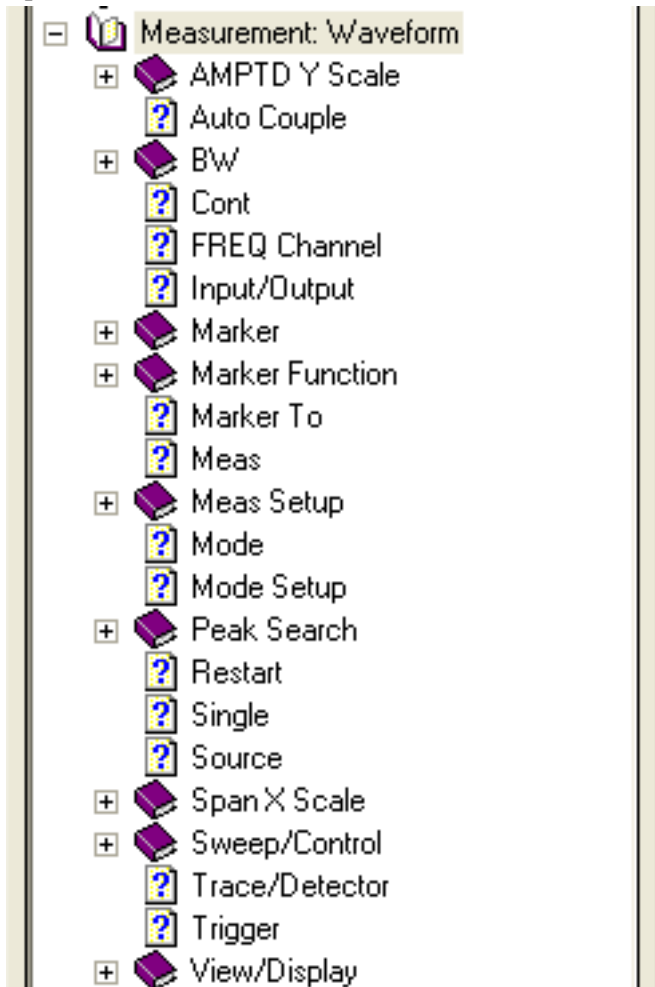 Measurement: Waveform
AMPTD Y Scale
Auto Couple
BW
Cont
FREQ Channel
Input/Output
Marker
Marker Function
Marker To
Meas
Meas Setup
Mode
Mode Setup
Peak Search
Restart
Single
Source
Span X Scale
Sweep/Control
Trace/Detector
Trigger
View/Display